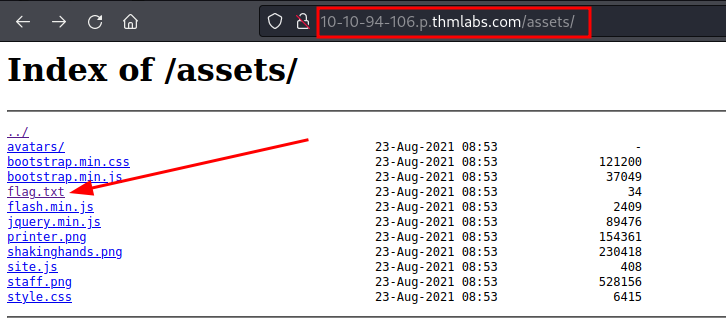 10-10-94-106.p.thmlabs.com/assets/
Index of /assets/
../
avatars/ 23-Aug-2021 08:53 -
bootstrap.min.css 23-Aug-2021 08:53 121200
bootstrap.min.js 23-Aug-2021 08:53 37049
flag.txt 23-Aug-2021 08:53 34
flash.min.js 23-Aug-2021 08:53 2409
jquery.min.js 23-Aug-2021 08:53 89476
printer.png 23-Aug-2021 08:53 154361
shakinghands.png 23-Aug-2021 08:53 230418
site.js 23-Aug-2021 08:53 408
staff.png 23-Aug-2021 08:53 528156
style.css 23-Aug-2021 08:53 6415